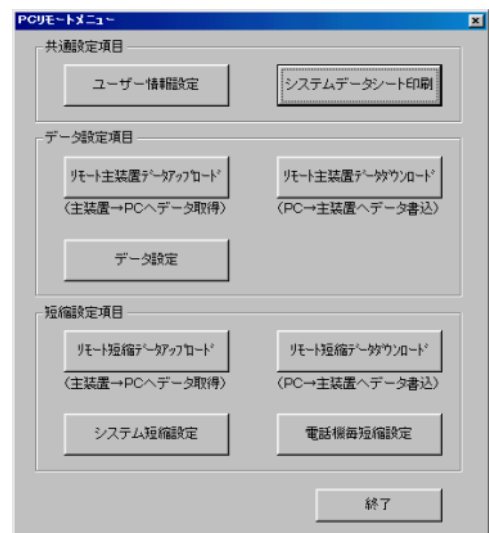 PCリモートメニュー
共通設定項目
ユーザー情報設定
システムデータシート印刷
データ設定項目
ﾘﾓｰﾄ主装置ﾃﾞｰﾀｱｯﾌﾟﾛｰﾄﾞ
ﾘﾓｰﾄ主装置ﾃﾞｰﾀﾀﾞｳﾝﾛｰﾄﾞ
(主装置→PCへデータ取得)
(PC→主装置へデータ書込)
データ設定
短縮設定項目
ﾘﾓｰﾄ短縮ﾃﾞｰﾀｱｯﾌﾟﾛｰﾄﾞ
ﾘﾓｰﾄ短縮ﾃﾞｰﾀﾀﾞｳﾝﾛｰﾄﾞ
(主装置→PCへデータ取得)
(PC→主装置へデータ書込)
システム短縮設定
電話機毎短縮設定
終了